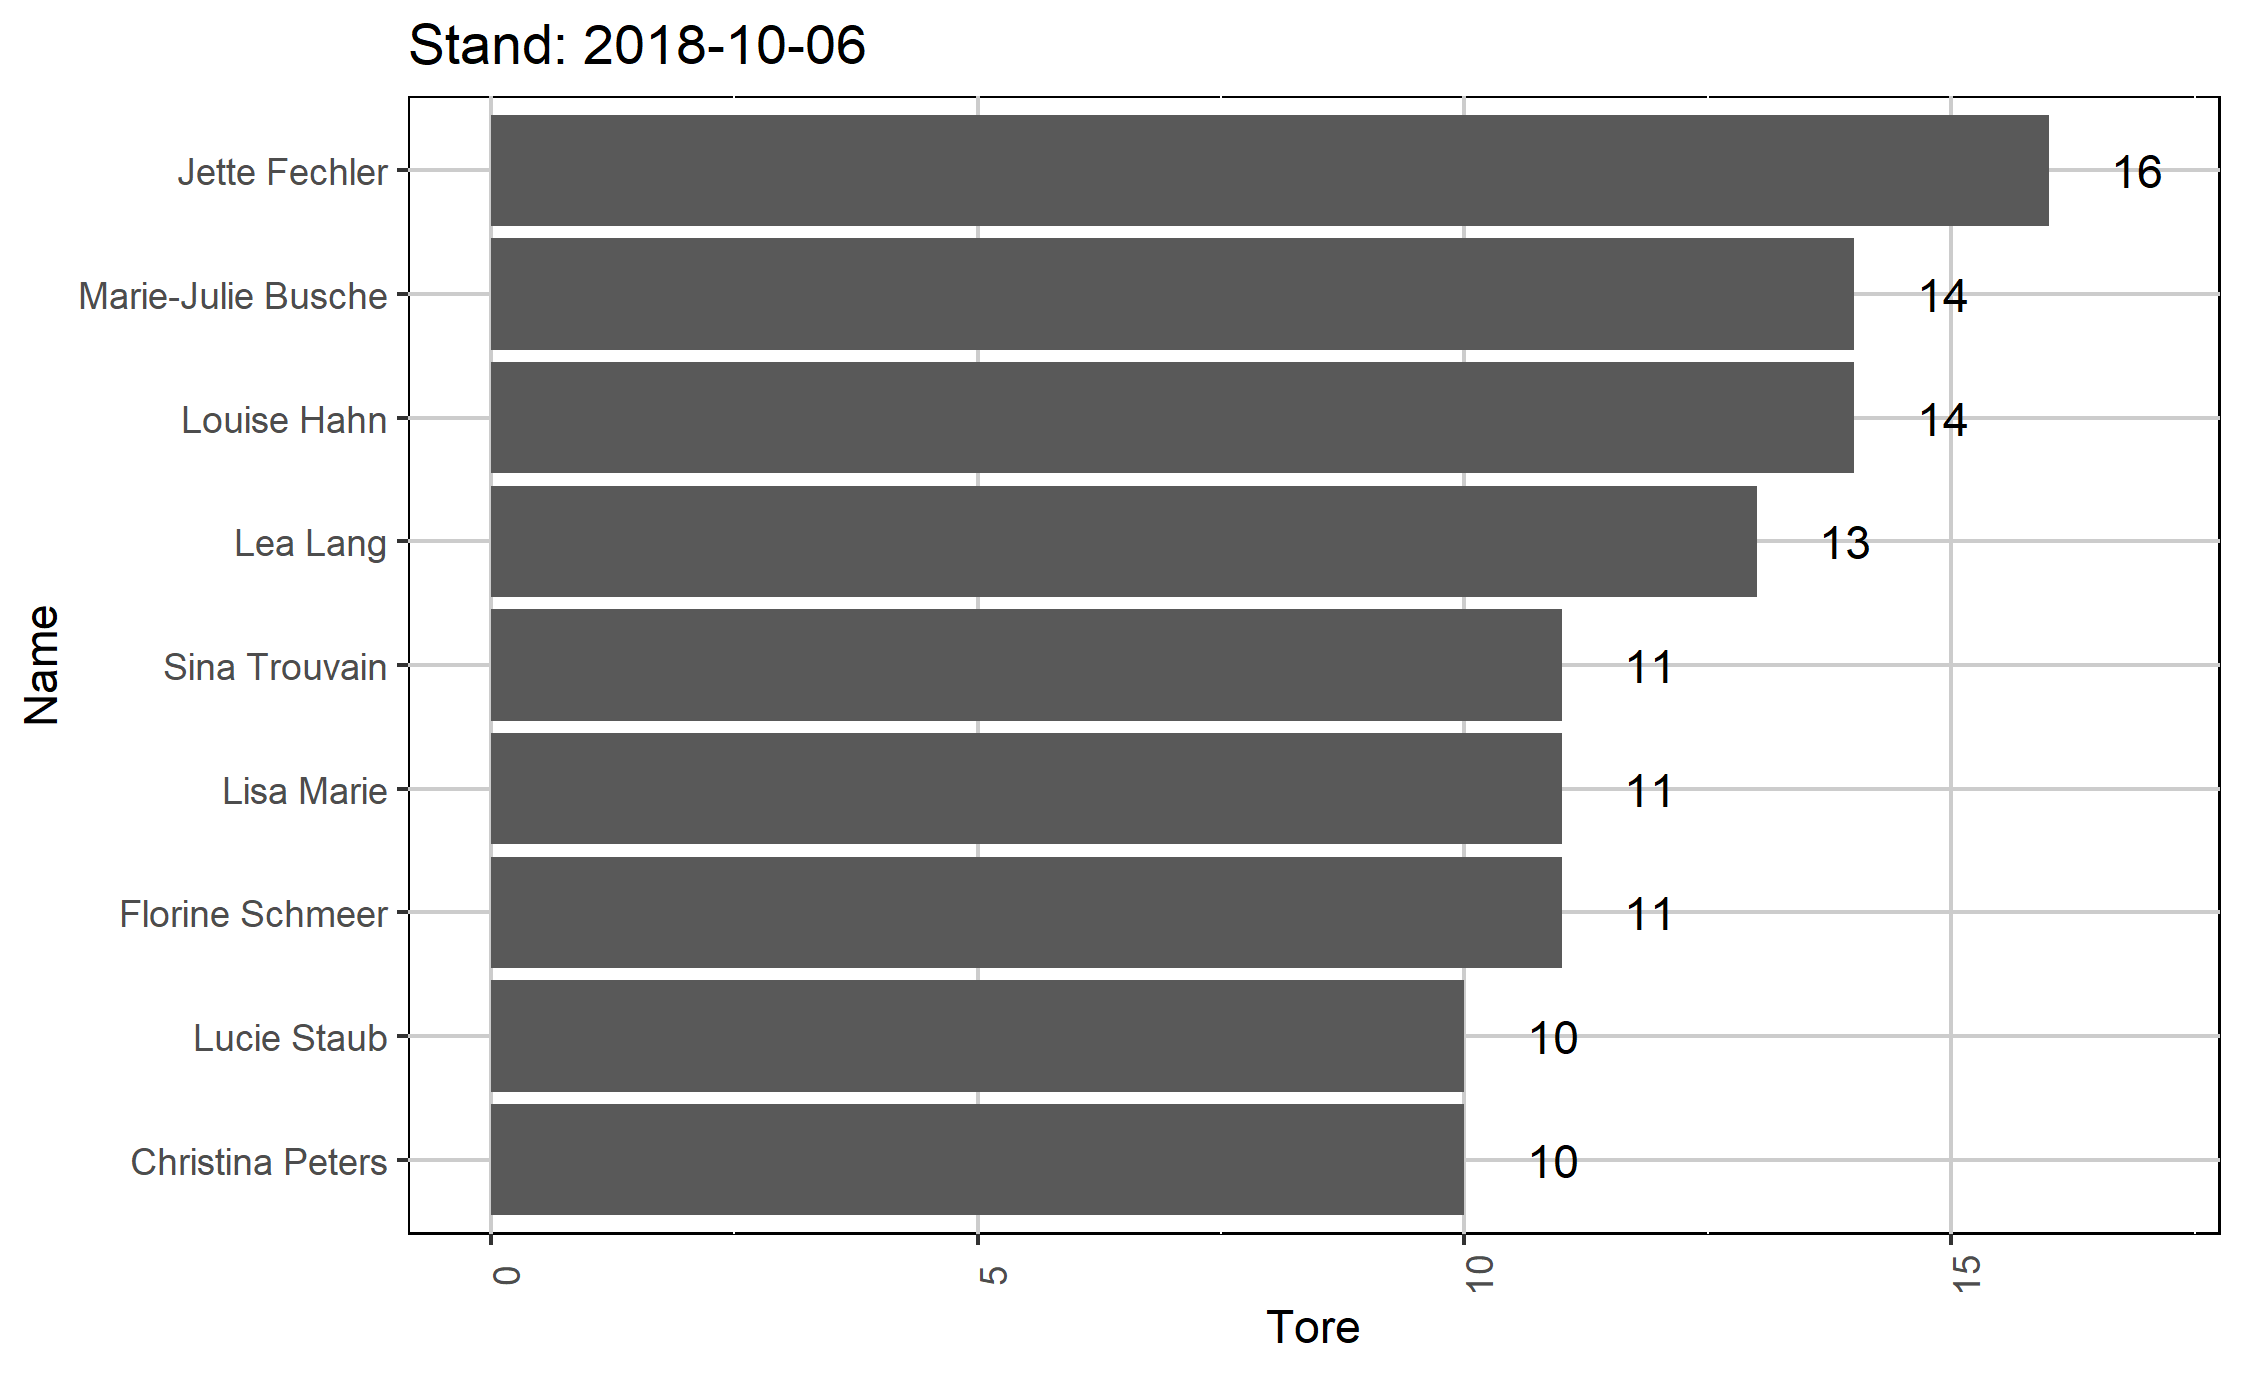 Stand: 2018-10-06
Jette Fechler 16
Marie-Julie Busche 14
Louise Hahn 14
Lea Lang 13
Sina Trouvain 11
Lisa Marie 11
Florine Schmeer 11
Lucie Staub 10
Christina Peters 10
Name
0 5 10 15
Tore